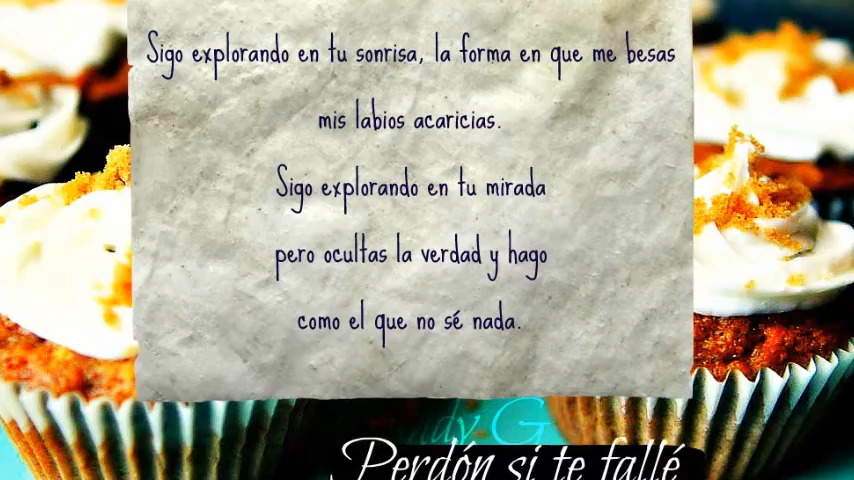 Sigo explorando en tu sonrisa, la forma en que me besas
mis labios acaricias.
Sigo explorando en tu mirada
pero ocultas la verdad y hago
como el que no sé nada.
G
Perdón si te fallé